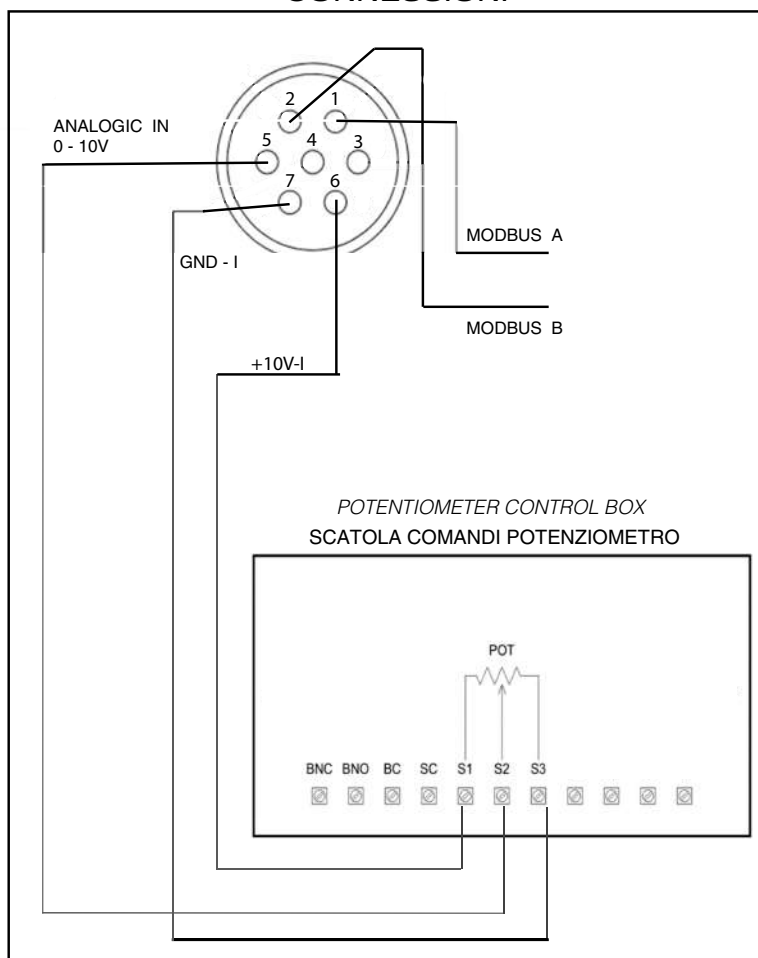 CONNESSIONI
2 1
ANALOGIC IN
0 - 10V
5 4 3
7 6
MODBUS A
GND - I
MODBUS B
+10V-I
POTENTIOMETER CONTROL BOX
SCATOLA COMANDI POTENZIOMETRO
POT
BNC BNO BC SC S1 S2 S3